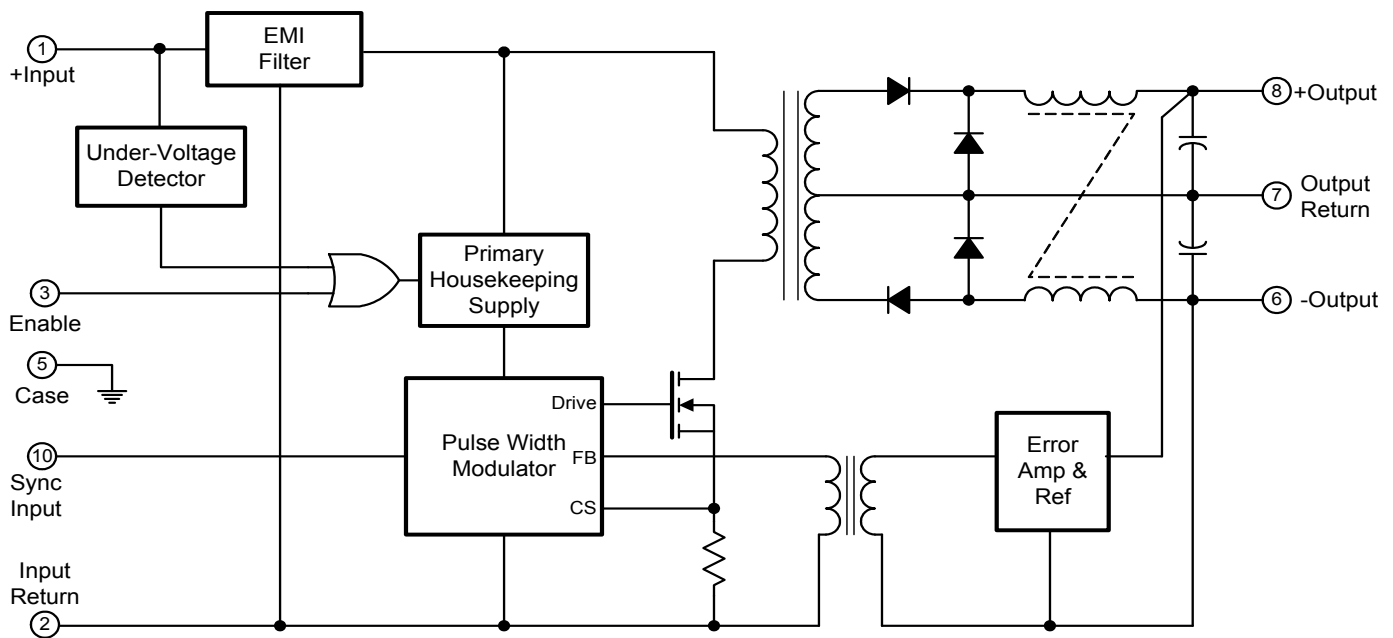 1
+Input
EMI
Filter
Under-Voltage
Detector
3
Enable
5
Case
10
Sync
Input
Input
Return
2
Primary
Housekeeping
Supply
Pulse Width
Modulator
Drive
FB
CS
Error
Amp &
Ref
8
+Output
7
Output
Return
6
-Output